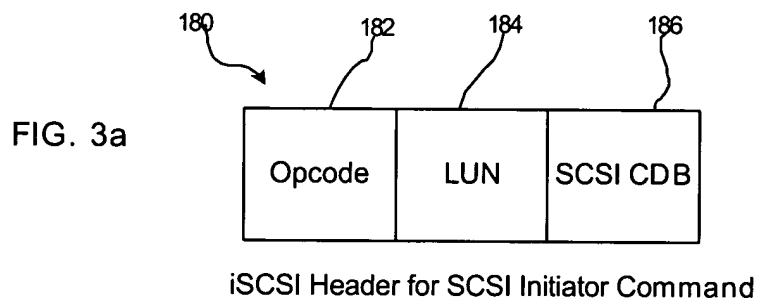 180 182 184 186
FIG. 3a
Opcode LUN SCSI CDB
iSCSI Header for SCSI Initiator Command